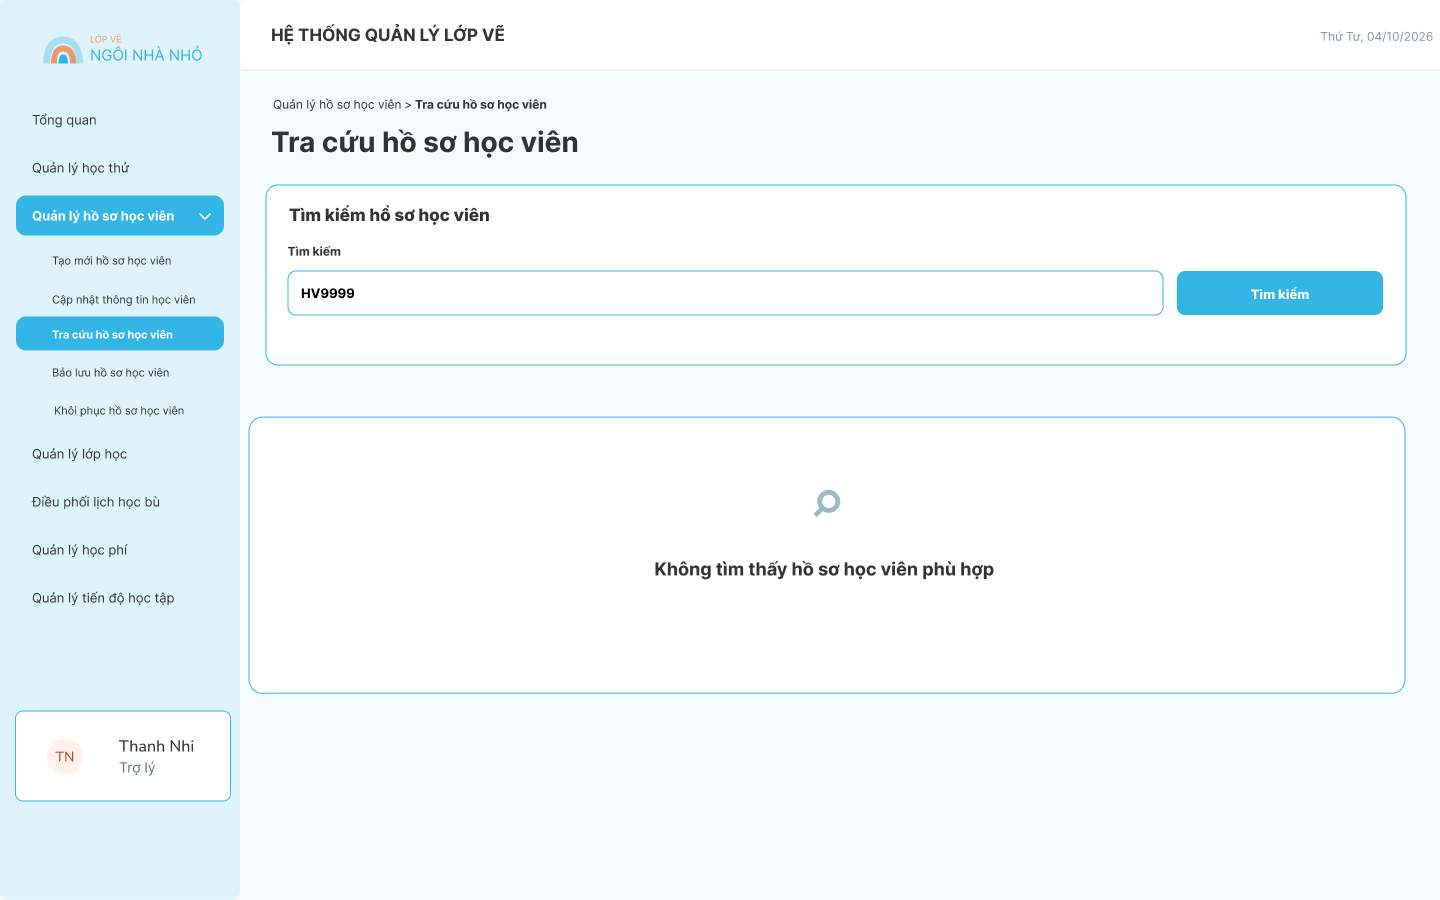 LỚP VẼ
NGÔI NHÀ NHỎ
Tổng quan
Quản lý học thử
Quản lý hồ sơ học viên
Tạo mới hồ sơ học viên
Cập nhật thông tin học viên
Tra cứu hồ sơ học viên
Bảo lưu hồ sơ học viên
Khôi phục hồ sơ học viên
Quản lý lớp học
Điều phối lịch học bù
Quản lý học phí
Quản lý tiến độ học tập
TN
Thanh Nhi
Trợ lý
HỆ THỐNG QUẢN LÝ LỚP VẼ
Thứ Tư, 04/10/2026
Quản lý hồ sơ học viên > Tra cứu hồ sơ học viên
Tra cứu hồ sơ học viên
Tìm kiếm hồ sơ học viên
Tìm kiếm
HV9999
Tìm kiếm
Không tìm thấy hồ sơ học viên phù hợp